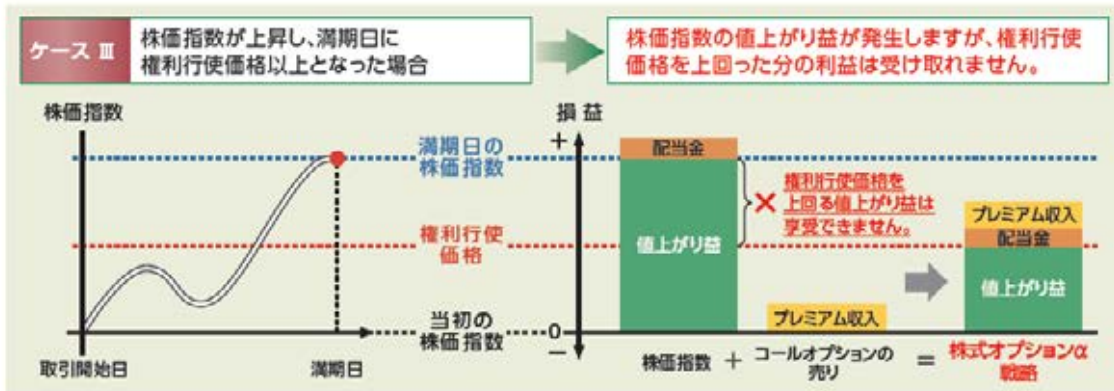 ケース Ⅲ
株価指数が上昇し、満期日に
権利行使価格以上となった場合
株価指数の値上がり益が発生しますが、権利行使
価格を上回った分の利益は受け取れません。
株価指数
満期日の
株価指数
権利行使
価格
当初の
株価指数
取引開始日
満期日
損益
+
0
−
配当金
値上がり益
×
権利行使価格を
上回る値上がり益は
享受できません。
プレミアム収入
プレミアム収入
配当金
値上がり益
株価指数
+
コールオプションの
売り
=
株式オプションα
戦略